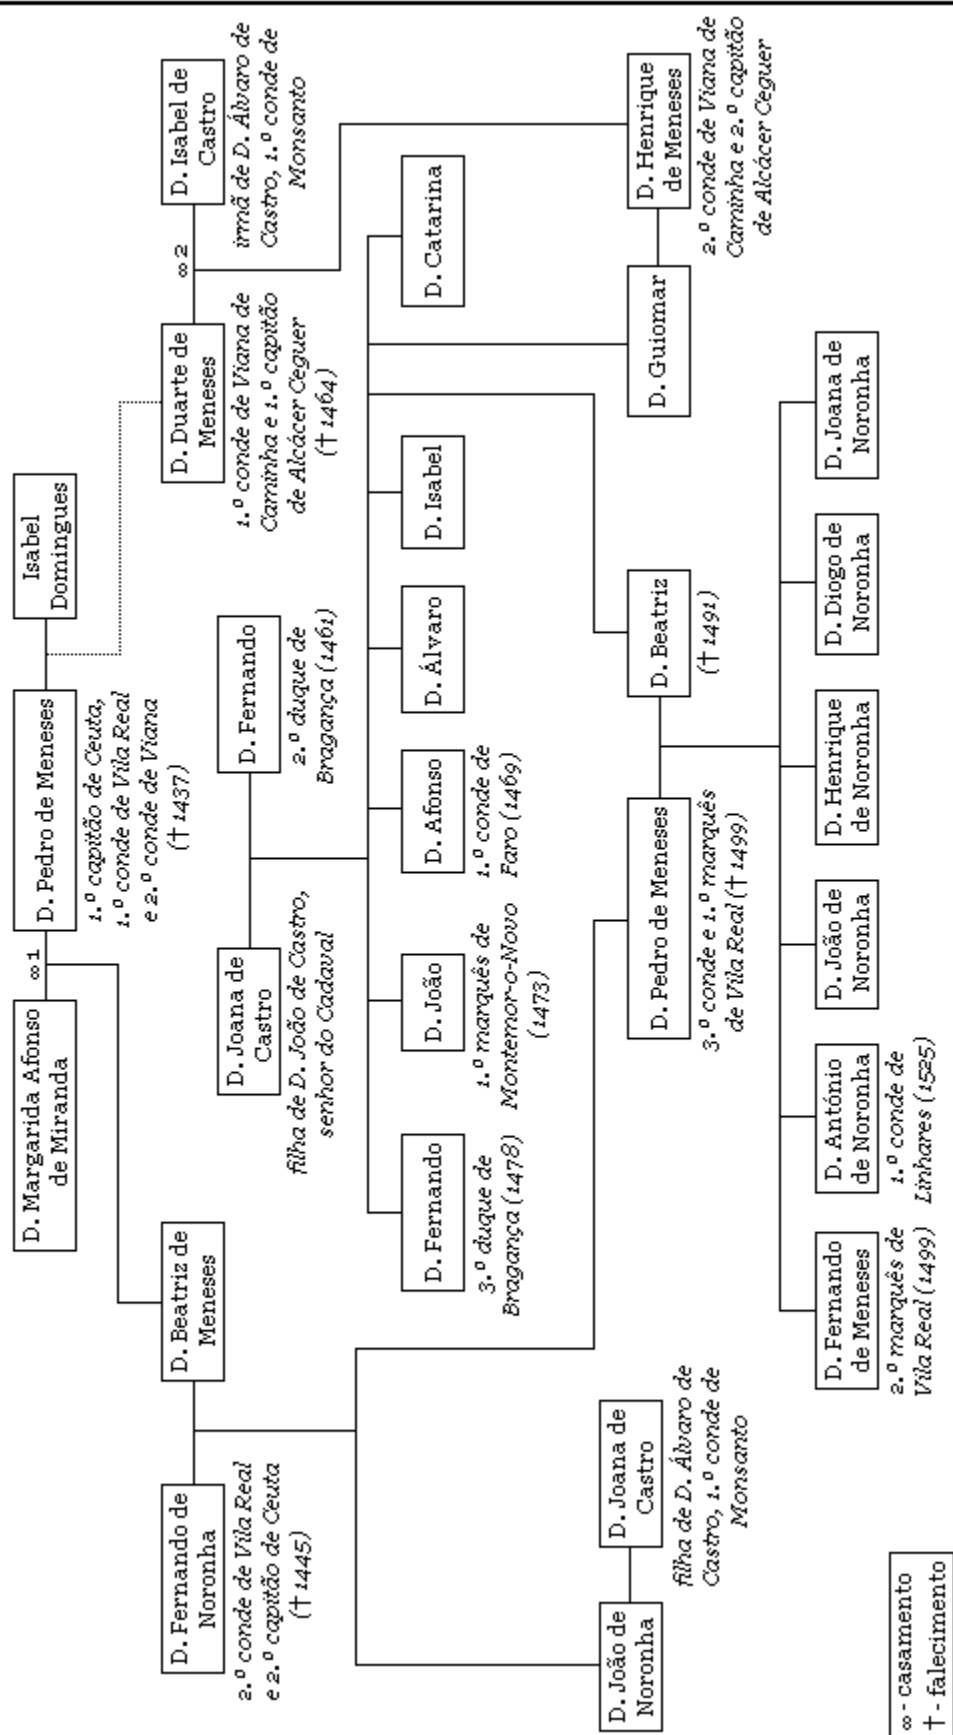 D. Margarida Afonso
de Miranda
∞ 1
D. Pedro de Meneses
1.º capitão de Ceuta,
1.º conde de Vila Real
e 2.º conde de Viana
(† 1437)
Isabel
Domingues
D. Fernando de
Noronha
2.º conde de Vila Real
e 2.º capitão de Ceuta
(† 1445)
D. Beatriz de
Meneses
D. Duarte de
Meneses
1.º conde de Viana de
Caminha e 1.º capitão
de Alcácer Ceguer
(† 1464)
∞ 2
D. Isabel de
Castro
irmã de D. Álvaro de
Castro, 1.º conde de
Monsanto
D. Joana de
Castro
filha de D. João de Castro,
senhor do Cadaval
D. Fernando
2.º duque de
Bragança (1461)
D. Fernando
3.º duque de
Bragança (1478)
D. João
1.º marquês de
Montemor-o-Novo
(1473)
D. Afonso
1.º conde de
Faro (1469)
D. Álvaro
D. Isabel
D. Catarina
D. João de
Noronha
D. Joana de
Castro
filha de D. Álvaro de
Castro, 1.º conde de
Monsanto
D. Pedro de Meneses
3.º conde e 1.º marquês
de Vila Real († 1499)
D. Beatriz
(† 1491)
D. Guiomar
D. Henrique
de Meneses
2.º conde de Viana de
Caminha e 2.º capitão
de Alcácer Ceguer
D. Fernando
de Meneses
2.º marquês de
Vila Real (1499)
D. António
de Noronha
1.º conde de
Linhares (1525)
D. João de
Noronha
D. Henrique
de Noronha
D. Diogo de
Noronha
D. Joana de
Noronha
∞ - casamento
† - falecimento